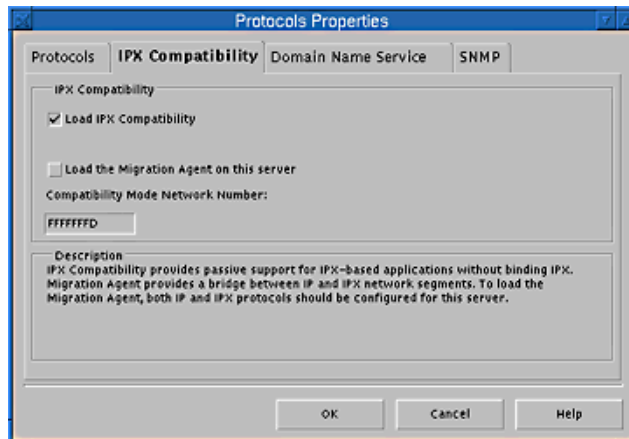 Protocols Properties
Protocols
IPX Compatibility
Domain Name Service
SNMP
IPX Compatibility
Load IPX Compatibility
Load the Migration Agent on this server
Compatibility Mode Network Number:
FFFFFFFD
Description
IPX Compatibility provides passive support for IPX-based applications without binding IPX.
Migration Agent provides a bridge between IP and IPX network segments. To load the
Migration Agent, both IP and IPX protocols should be configured for this server.
OK
Cancel
Help